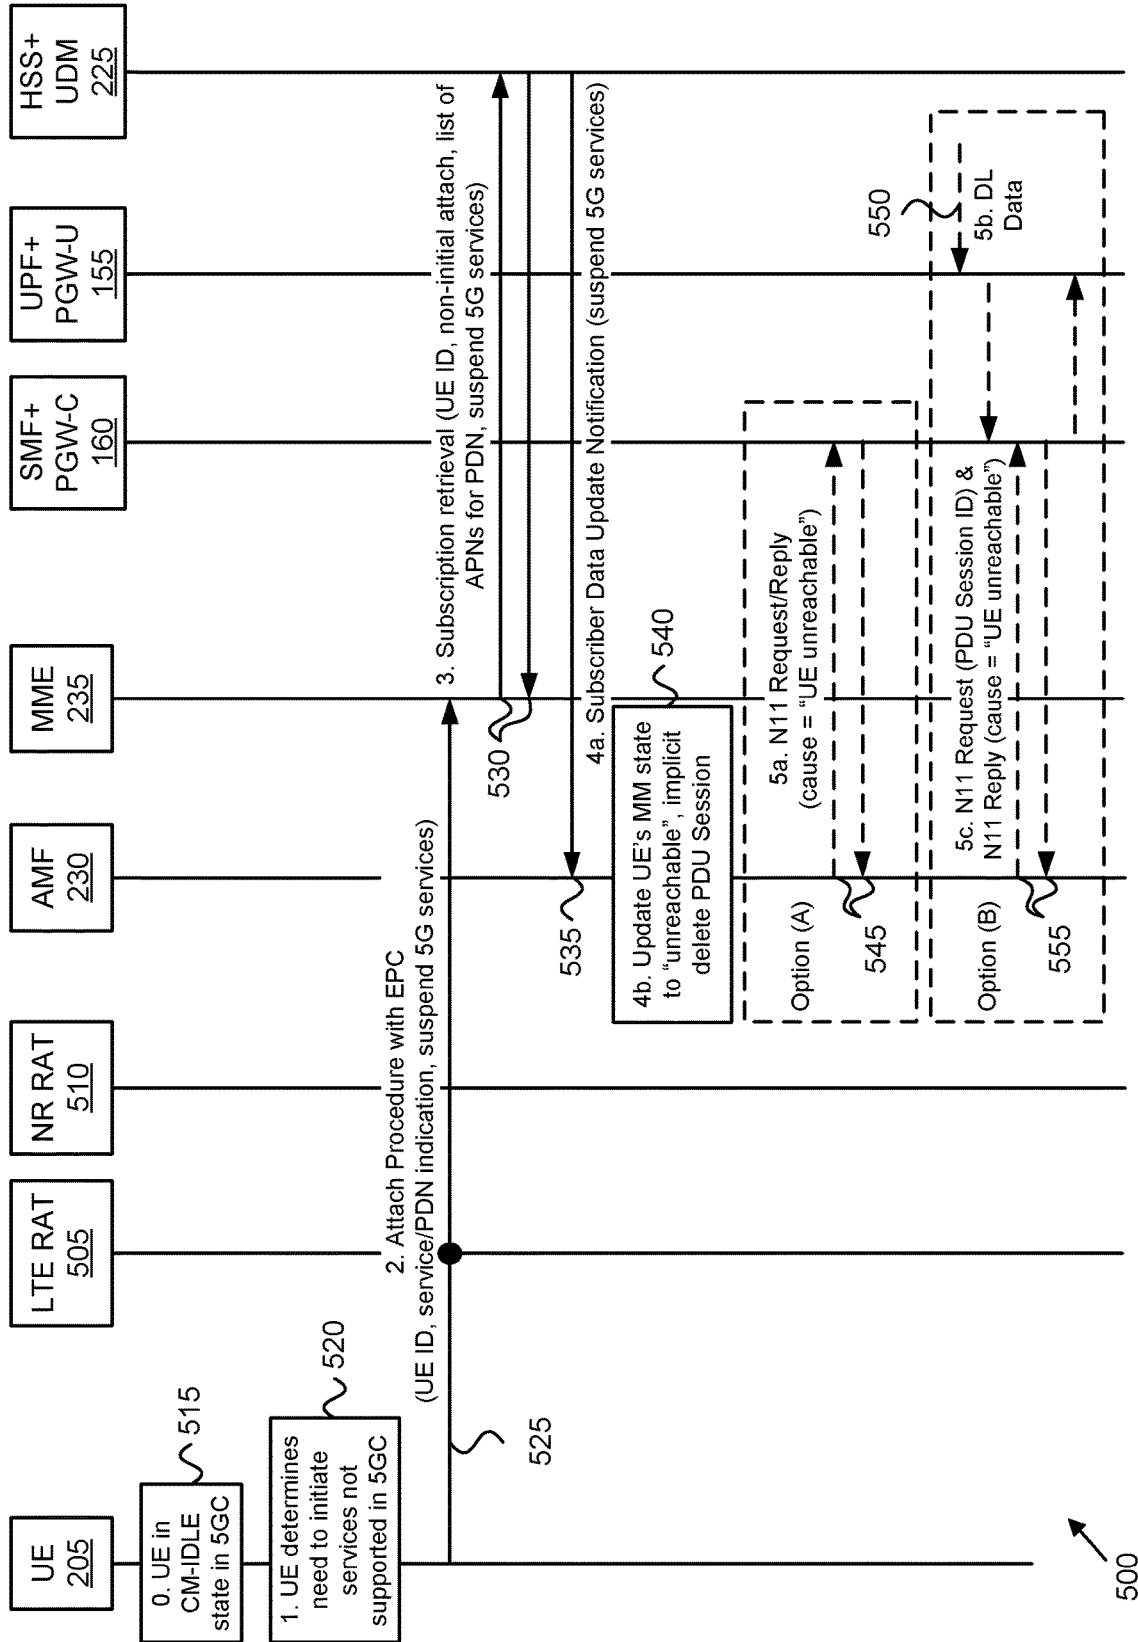 UE
205
LTE RAT
505
NR RAT
510
AMF
230
MME
235
SMF+
PGW-C
160
UPF+
PGW-U
155
HSS+
UDM
225
0. UE in
CM-IDLE
state in 5GC
515
1. UE determines
need to initiate
services not
supported in 5GC
520
2. Attach Procedure with EPC
(UE ID, service/PDN indication, suspend 5G services)
525
3. Subscription retrieval (UE ID, non-initial attach, list of
APNs for PDN, suspend 5G services)
530
4a. Subscriber Data Update Notification (suspend 5G services)
535
4b. Update UE's MM state
to “unreachable”, implicit
delete PDU Session
540
Option (A)
5a. N11 Request/Reply
(cause = “UE unreachable”)
545
Option (B)
550
5b. DL
Data
5c. N11 Request (PDU Session ID) &
N11 Reply (cause = “UE unreachable”)
555
500